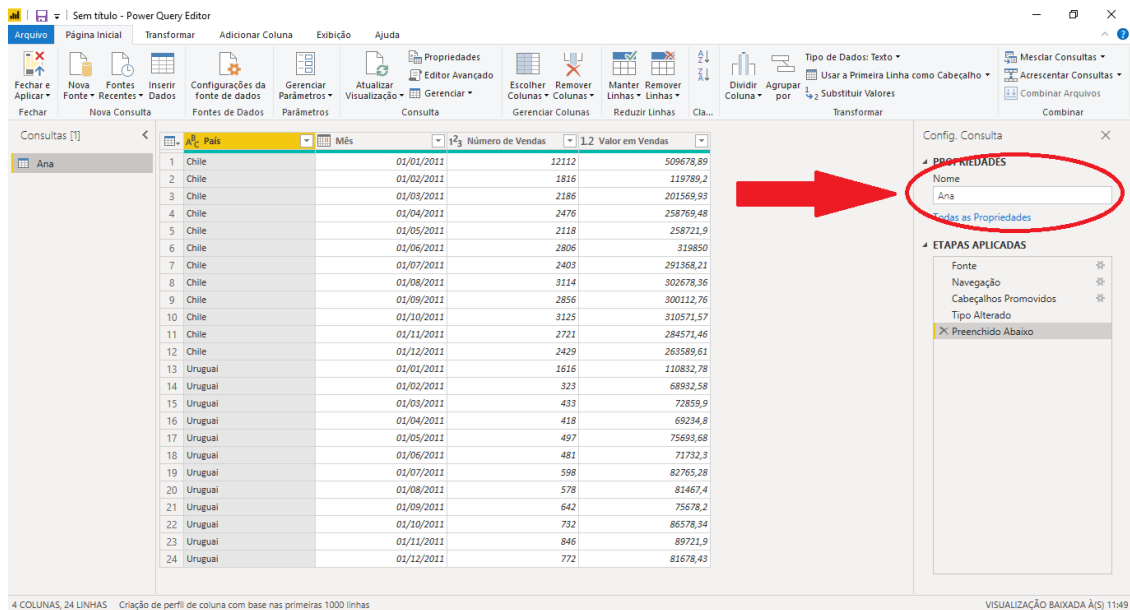 Sem título - Power Query Editor
Arquivo Página Inicial Transformar Adicionar Coluna Exibição Ajuda
Fechar e Aplicar
Fechar
Nova Fonte Fontes Recentes Inserir Dados
Nova Consulta
Configurações da fonte de dados
Fontes de Dados
Gerenciar Parâmetros
Parâmetros
Atualizar Visualização
Propriedades
Editor Avançado
Gerenciar
Consulta
Escolher Colunas Remover Colunas
Gerenciar Colunas
Manter Linhas Remover Linhas
Reduzir Linhas
Cla...
Dividir Coluna Agrupar por
Tipo de Dados: Texto
Usar a Primeira Linha como Cabeçalho
Substituir Valores
Transformar
Mesclar Consultas
Acrescentar Consultas
Combinar Arquivos
Combinar
Consultas [1]
Ana
País Mês Número de Vendas 1.2 Valor em Vendas
1 Chile 01/01/2011 12112 509678,89
2 Chile 01/02/2011 1816 119789,2
3 Chile 01/03/2011 2186 201569,93
4 Chile 01/04/2011 2476 258769,48
5 Chile 01/05/2011 2118 258721,9
6 Chile 01/06/2011 2806 319850
7 Chile 01/07/2011 2403 291368,21
8 Chile 01/08/2011 3114 302678,36
9 Chile 01/09/2011 2856 300112,76
10 Chile 01/10/2011 3125 310571,57
11 Chile 01/11/2011 2721 284571,46
12 Chile 01/12/2011 2429 263589,61
13 Uruguai 01/01/2011 1616 110832,78
14 Uruguai 01/02/2011 323 68932,58
15 Uruguai 01/03/2011 433 72859,9
16 Uruguai 01/04/2011 418 69234,8
17 Uruguai 01/05/2011 497 75693,68
18 Uruguai 01/06/2011 481 71732,3
19 Uruguai 01/07/2011 598 82765,28
20 Uruguai 01/08/2011 578 81467,4
21 Uruguai 01/09/2011 642 75678,2
22 Uruguai 01/10/2011 732 86578,34
23 Uruguai 01/11/2011 846 89721,9
24 Uruguai 01/12/2011 772 81678,43
Config. Consulta
PROPRIEDADES
Nome
Ana
Todas as Propriedades
ETAPAS APLICADAS
Fonte
Navegação
Cabeçalhos Promovidos
Tipo Alterado
Preenchido Abaixo
4 COLUNAS, 24 LINHAS Criação de perfil de coluna com base nas primeiras 1000 linhas
VISUALIZAÇÃO BAIXADA À(S) 11:49